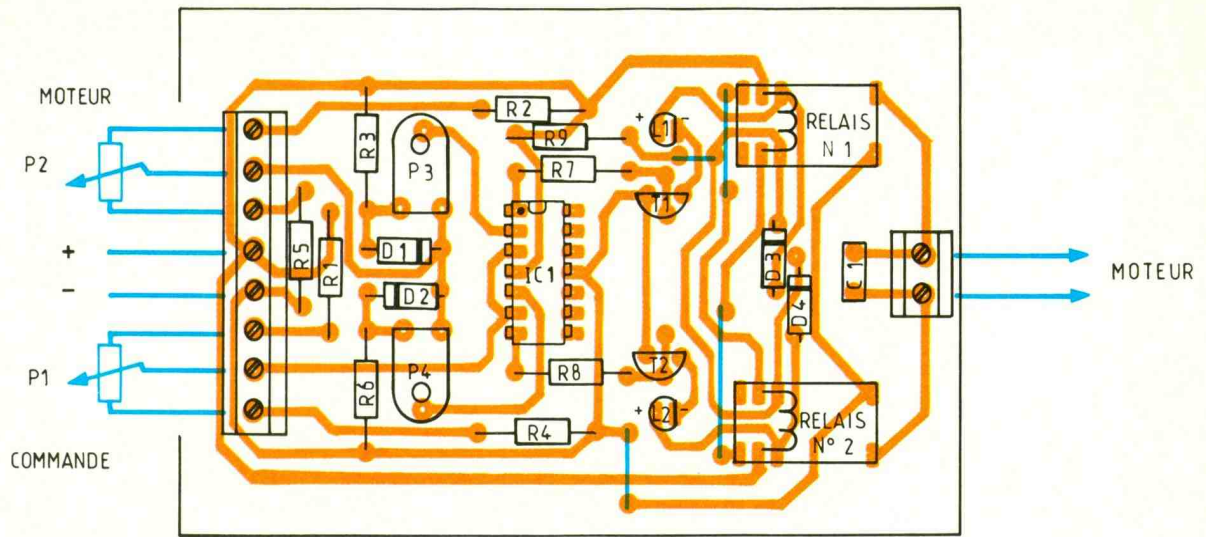 MOTEUR
P2
+
−
P1
COMMANDE
R3
P3
R2
R9
R7
+ L1 -
T1
RELAIS
N 1
R5
R1
D1
D2
IC1
D3
D4
C1
MOTEUR
R6
P4
R8
R4
T2
+ L2 -
RELAIS
N° 2